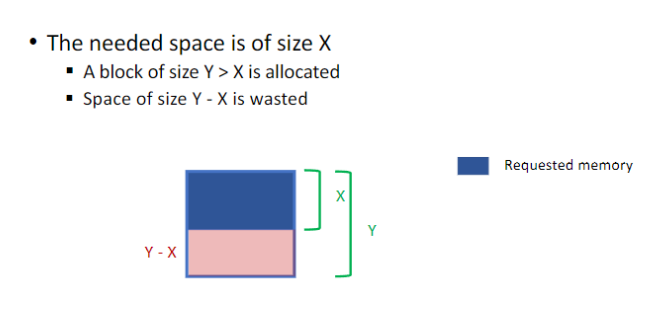 • The needed space is of size X
▪ A block of size Y > X is allocated
▪ Space of size Y - X is wasted
Requested memory
X
Y
Y - X